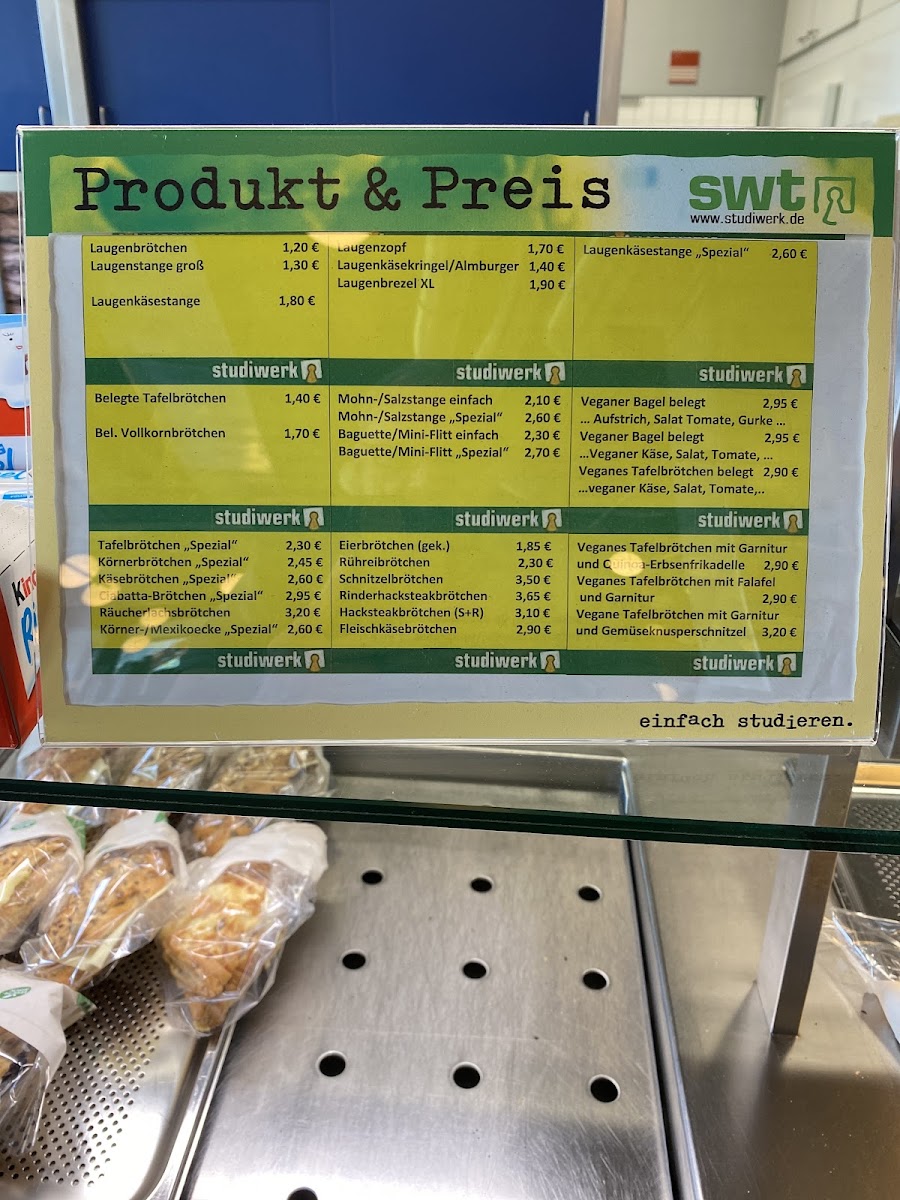 Produkt & Preis
swt
www.studiwerk.de
Laugenbrötchen 1,20 €
Laugenstange groß 1,30 €
Laugenkäsestange 1,80 €
Laugenzopf 1,70 €
Laugenkäsekringel/Almburger 1,40 €
Laugenbrezel XL 1,90 €
Laugenkäsestange „Spezial" 2,60 €
studiwerk
studiwerk
studiwerk
Belegte Tafelbrötchen 1,40 €
Bel. Vollkornbrötchen 1,70 €
Mohn-/Salzstange einfach 2,10 €
Mohn-/Salzstange „Spezial" 2,60 €
Baguette/Mini-Flitt einfach 2,30 €
Baguette/Mini-Flitt „Spezial" 2,70 €
Veganer Bagel belegt 2,95 €
... Aufstrich, Salat Tomate, Gurke ...
Veganer Bagel belegt 2,95 €
...Veganer Käse, Salat, Tomate, ...
Veganes Tafelbrötchen belegt 2,90 €
...veganer Käse, Salat, Tomate,..
studiwerk
studiwerk
studiwerk
Tafelbrötchen „Spezial" 2,30 €
Körnerbrötchen „Spezial" 2,45 €
Käsebrötchen „Spezial" 2,60 €
Ciabatta-Brötchen „Spezial" 2,95 €
Räucherlachsbrötchen 3,20 €
Körner-/Mexikoecke „Spezial" 2,60 €
Eierbrötchen (gek.) 1,85 €
Rühreibrötchen 2,30 €
Schnitzelbrötchen 3,50 €
Rinderhacksteakbrötchen 3,65 €
Hacksteakbrötchen (S+R) 3,10 €
Fleischkäsebrötchen 2,90 €
Veganes Tafelbrötchen mit Garnitur
und Quinoa-Erbsenfrikadelle 2,90 €
Veganes Tafelbrötchen mit Falafel
und Garnitur 2,90 €
Vegane Tafelbrötchen mit Garnitur
und Gemüseknusperschnitzel 3,20 €
studiwerk
studiwerk
studiwerk
einfach studieren.